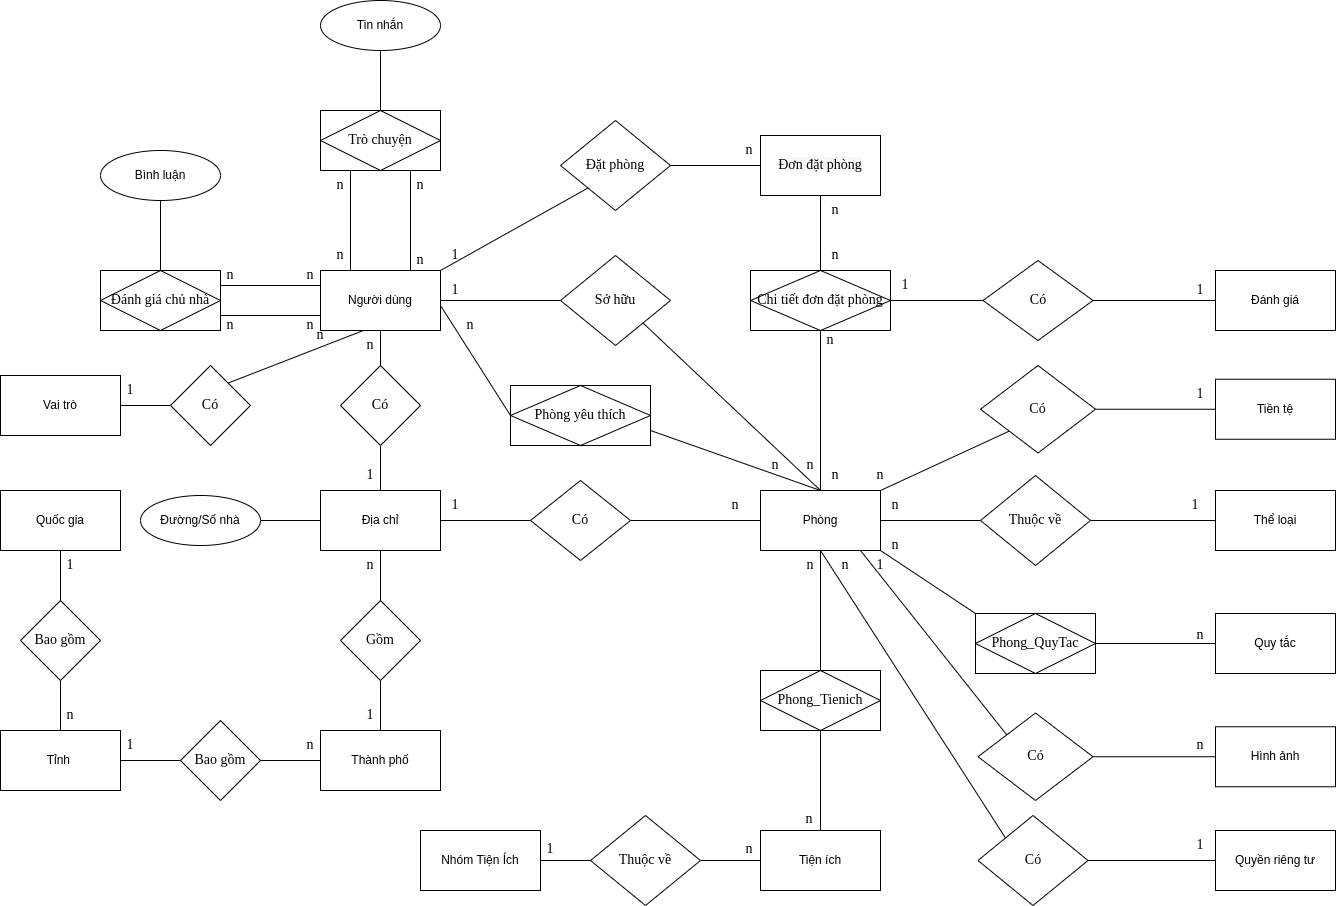 Tin nhắn
Trò chuyện
n
n
n
n
Bình luận
Đánh giá chủ nhà
n
n
n
n
Người dùng
1
Đặt phòng
n
Đơn đặt phòng
n
n
1
Sở hữu
Chi tiết đơn đặt phòng
1
Có
1
Đánh giá
n
n
n
n
Vai trò
1
Có
Có
Phòng yêu thích
Có
1
Tiền tệ
1
n
n
n
n
Quốc gia
Đường/Số nhà
Địa chỉ
1
Có
n
Phòng
n
Thuộc về
1
Thể loại
1
n
n
n
1
n
Bao gồm
Gồm
Phong_QuyTac
n
Quy tắc
n
1
Phong_Tienich
Tỉnh
1
Bao gồm
n
Thành phố
Có
n
Hình ảnh
n
Nhóm Tiện Ích
1
Thuộc về
n
Tiện ích
Có
1
Quyền riêng tư